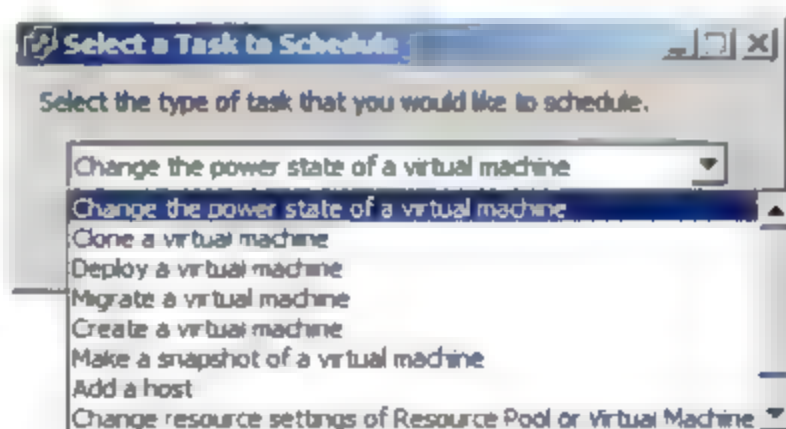 Select a Task to Schedule
Select the type of task that you would like to schedule.
Change the power state of a virtual machine
Change the power state of a virtual machine
Clone a virtual machine
Deploy a virtual machine
Migrate a virtual machine
Create a virtual machine
Make a snapshot of a virtual machine
Add a host
Change resource settings of Resource Pool or Virtual Machine